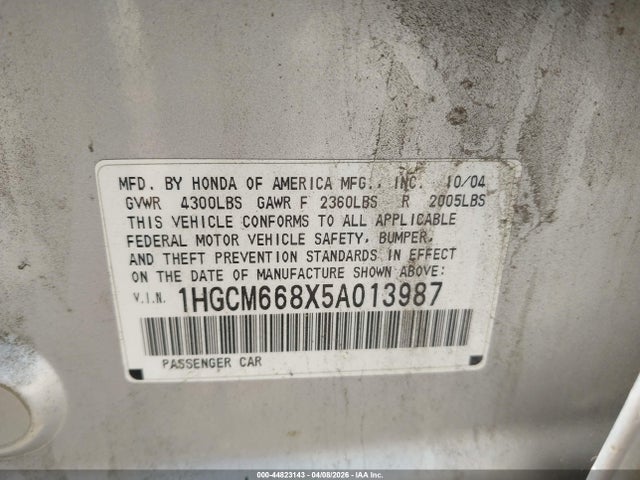 MFD. BY HONDA OF AMERICA MFG., INC. 10/04
GVWR 4300LBS GAWR F 2360LBS R 2005LBS
THIS VEHICLE CONFORMS TO ALL APPLICABLE
FEDERAL MOTOR VEHICLE SAFETY, BUMPER,
AND THEFT PREVENTION STANDARDS IN EFFECT
ON THE DATE OF MANUFACTURE SHOWN ABOVE:
V.I.N. 1HGCM668X5A013987
PASSENGER CAR
000-44823143 - 04/08/2026 - IAA Inc.